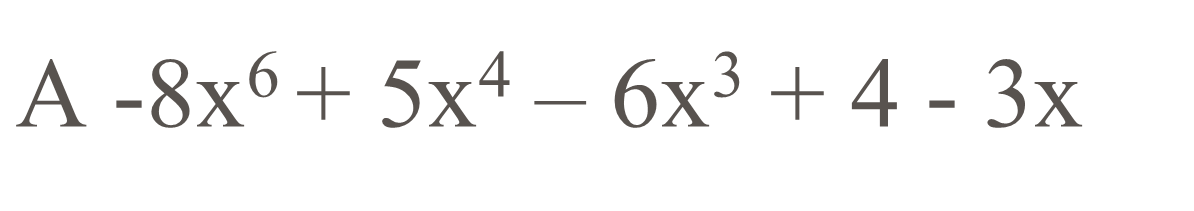 A -8x⁶ + 5x⁴ – 6x³ + 4 - 3x